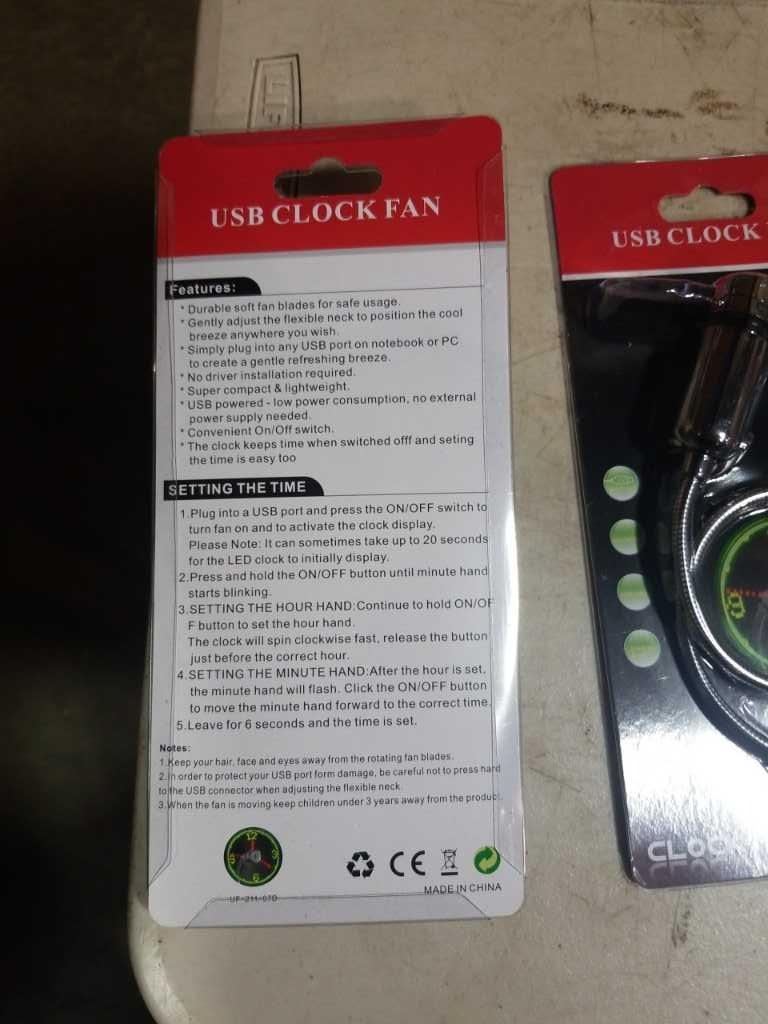 USB CLOCK FAN
Features:
* Durable soft fan blades for safe usage.
* Gently adjust the flexible neck to position the cool
breeze anywhere you wish.
* Simply plug into any USB port on notebook or PC
to create a gentle refreshing breeze.
* No driver installation required.
* Super compact & lightweight.
* USB powered - low power consumption, no external
power supply needed.
* Convenient On/Off switch.
* The clock keeps time when switched offf and seting
the time is easy too
SETTING THE TIME
1.Plug into a USB port and press the ON/OFF switch to
turn fan on and to activate the clock display.
Please Note: It can sometimes take up to 20 seconds
for the LED clock to initially display.
2.Press and hold the ON/OFF button until minute hand
starts blinking.
3.SETTING THE HOUR HAND:Continue to hold ON/OF
F button to set the hour hand.
The clock will spin clockwise fast, release the button
just before the correct hour.
4.SETTING THE MINUTE HAND:After the hour is set,
the minute hand will flash. Click the ON/OFF button
to move the minute hand forward to the correct time.
5.Leave for 6 seconds and the time is set.
Notes:
1.Keep your hair, face and eyes away from the rotating fan blades.
2.In order to protect your USB port form damage, be careful not to press hard
to the USB connector when adjusting the flexible neck.
3.When the fan is moving keep children under 3 years away from the product.
12
3
6
9
CE
UF-211-07D
MADE IN CHINA
USB CLOCK
CLOCK